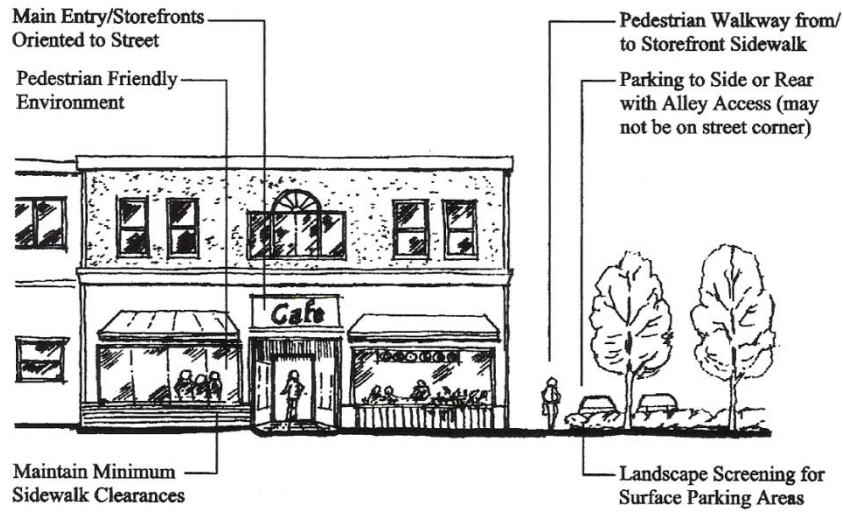 Main Entry/Storefronts
Oriented to Street
Pedestrian Friendly
Environment
Pedestrian Walkway from/
to Storefront Sidewalk
Parking to Side or Rear
with Alley Access (may
not be on street corner)
Cafe
Maintain Minimum
Sidewalk Clearances
Landscape Screening for
Surface Parking Areas